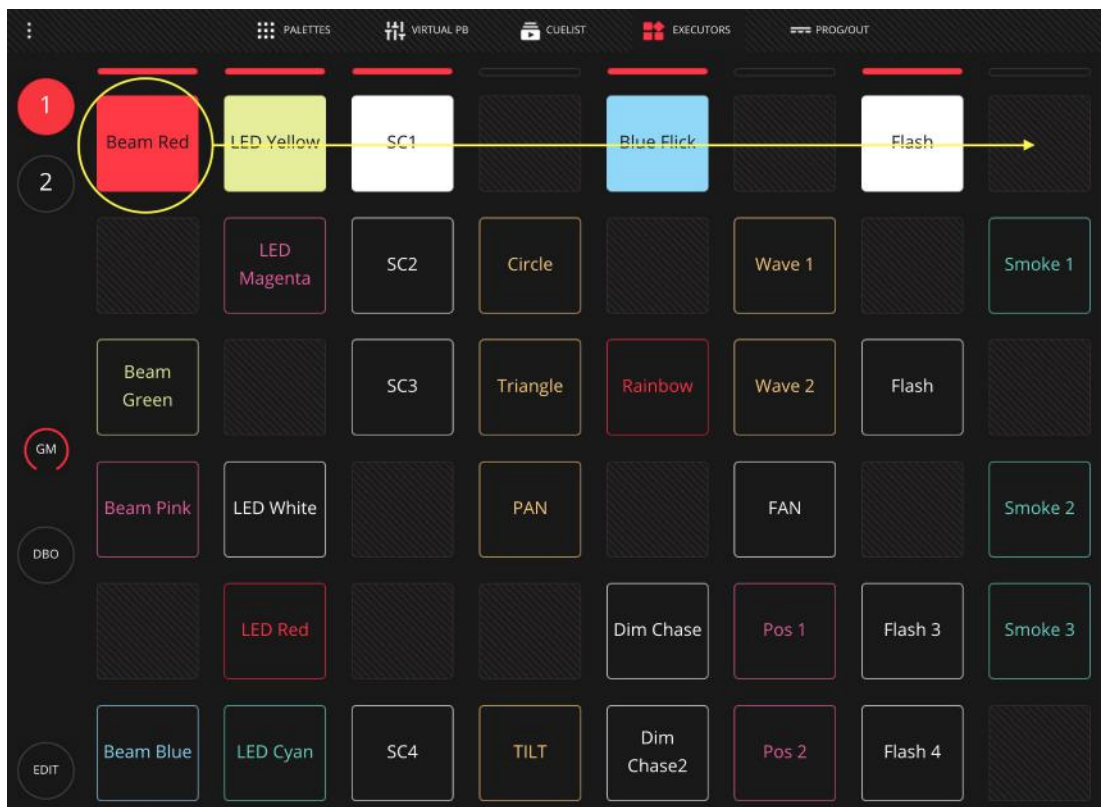 PALETTES
VIRTUAL PB
CUELIST
EXECUTORS
PROG/OUT
1
Beam Red
LED Yellow
SC1
Blue Flick
Flash
2
LED
Magenta
SC2
Circle
Wave 1
Smoke 1
Beam
Green
SC3
Triangle
Rainbow
Wave 2
Flash
GM
Beam Pink
LED White
PAN
FAN
Smoke 2
DBO
LED Red
Dim Chase
Pos 1
Flash 3
Smoke 3
Beam Blue
LED Cyan
SC4
TILT
Dim
Chase2
Pos 2
Flash 4
EDIT